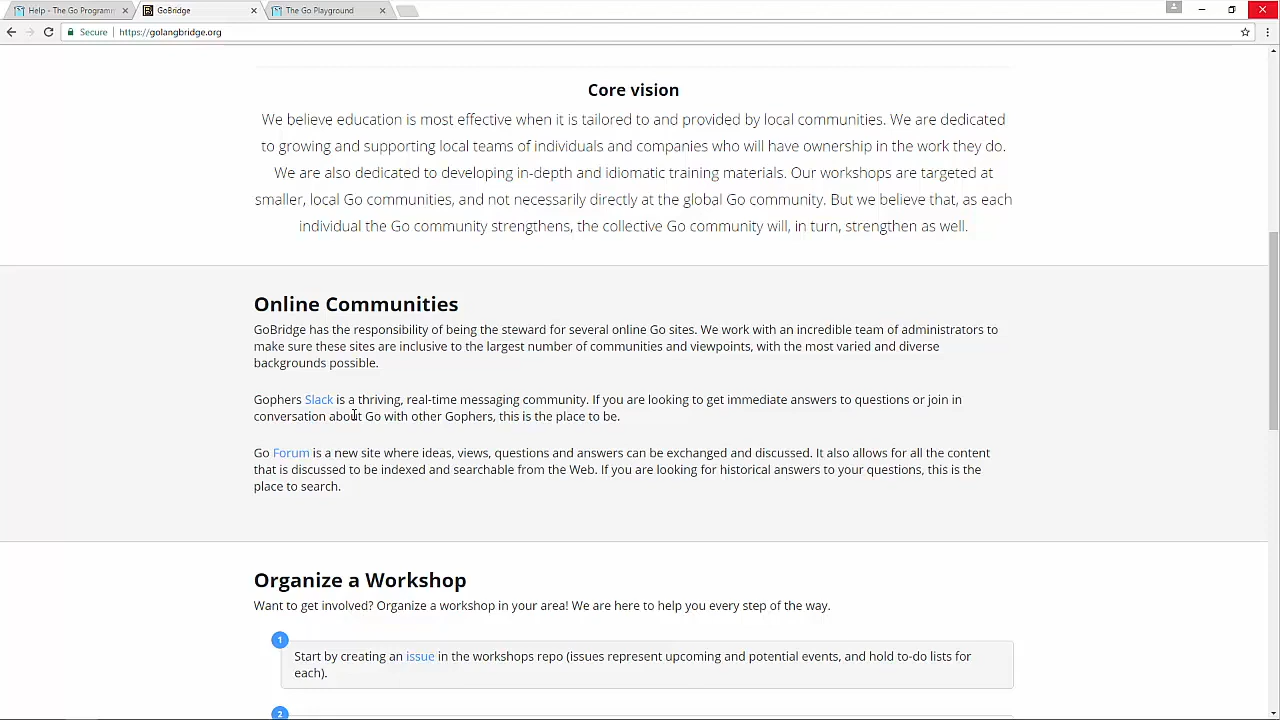 Help - The Go Programm
GoBridge
The Go Playground
Secure
https://golangbridge.org
Core vision
We believe education is most effective when it is tailored to and provided by local communities. We are dedicated
to growing and supporting local teams of individuals and companies who will have ownership in the work they do.
We are also dedicated to developing in-depth and idiomatic training materials. Our workshops are targeted at
smaller, local Go communities, and not necessarily directly at the global Go community. But we believe that, as each
individual the Go community strengthens, the collective Go community will, in turn, strengthen as well.
Online Communities
GoBridge has the responsibility of being the steward for several online Go sites. We work with an incredible team of administrators to
make sure these sites are inclusive to the largest number of communities and viewpoints, with the most varied and diverse
backgrounds possible.
Gophers Slack is a thriving, real-time messaging community. If you are looking to get immediate answers to questions or join in
conversation about Go with other Gophers, this is the place to be.
Go Forum is a new site where ideas, views, questions and answers can be exchanged and discussed. It also allows for all the content
that is discussed to be indexed and searchable from the Web. If you are looking for historical answers to your questions, this is the
place to search.
Organize a Workshop
Want to get involved? Organize a workshop in your area! We are here to help you every step of the way.
1
Start by creating an issue in the workshops repo (issues represent upcoming and potential events, and hold to-do lists for
each).
2